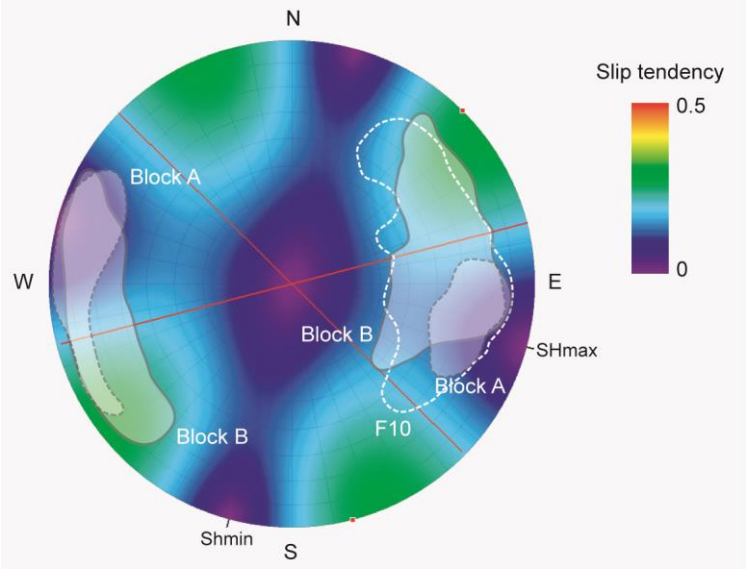 N
Slip tendency
0.5
Block A
W
E
0
Block B
SHmax
Block A
F10
Block B
Shmin
S